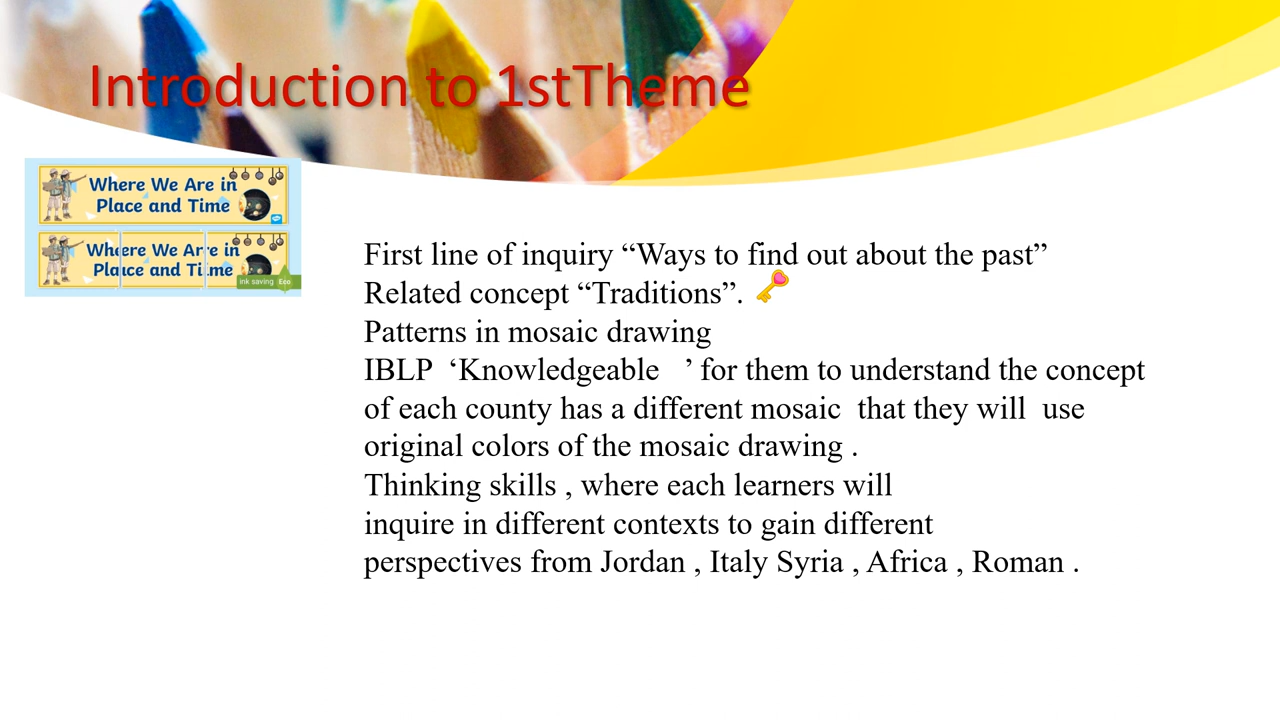 Introduction to 1stTheme
Where We Are in
Place and Time
Where We Are in
Place and Time
ink saving Eco
First line of inquiry “Ways to find out about the past”
Related concept “Traditions”.
Patterns in mosaic drawing
IBLP ‘Knowledgeable ’ for them to understand the concept
of each county has a different mosaic that they will use
original colors of the mosaic drawing .
Thinking skills , where each learners will
inquire in different contexts to gain different
perspectives from Jordan , Italy Syria , Africa , Roman .